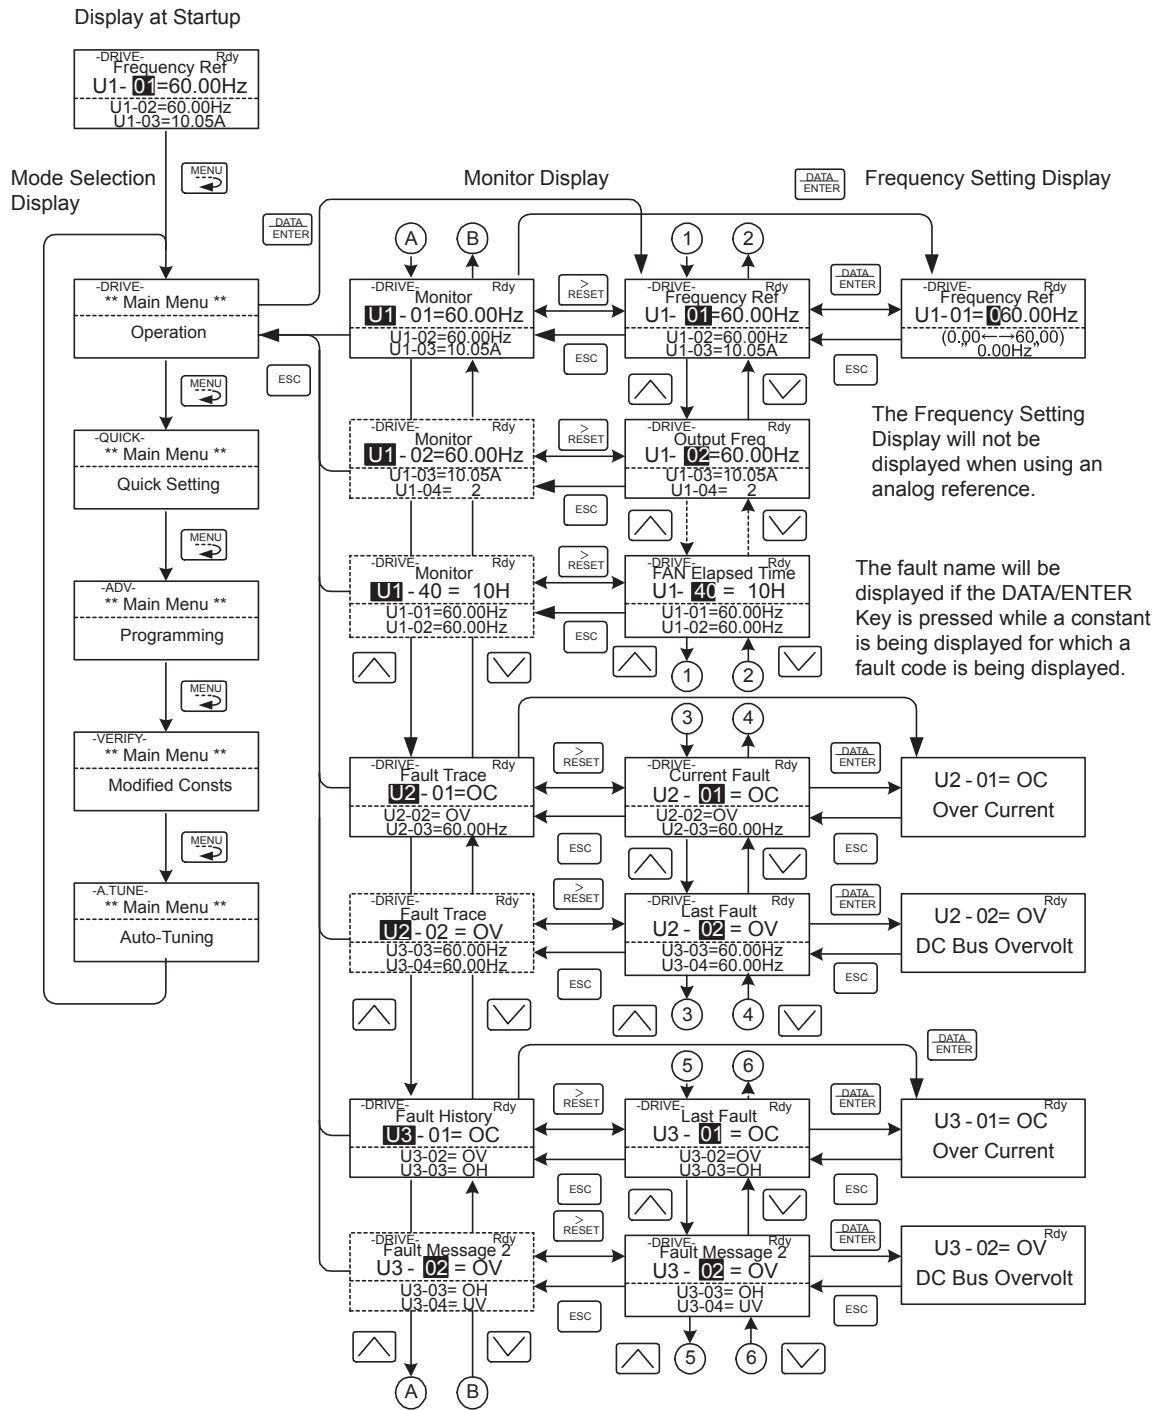 Display at Startup
-DRIVE- Rdy
Frequency Ref
U1- 01=60.00Hz
U1-02=60.00Hz
U1-03=10.05A
Mode Selection
Display
MENU
Monitor Display
DATA
ENTER
Frequency Setting Display
DATA
ENTER
A
B
1
2
-DRIVE-
** Main Menu **
Operation
-DRIVE- Rdy
Monitor
U1 - 01=60.00Hz
U1-02=60.00Hz
U1-03=10.05A
>
RESET
ESC
-DRIVE- Rdy
Frequency Ref
U1- 01=60.00Hz
U1-02=60.00Hz
U1-03=10.05A
DATA
ENTER
ESC
-DRIVE- Rdy
Frequency Ref
U1-01= 060.00Hz
(0.00←→60.00)
" 0.00Hz"
ESC
MENU
-QUICK-
** Main Menu **
Quick Setting
-DRIVE- Rdy
Monitor
U1 - 02=60.00Hz
U1-03=10.05A
U1-04= 2
>
RESET
ESC
-DRIVE- Rdy
Output Freq
U1- 02=60.00Hz
U1-03=10.05A
U1-04= 2
The Frequency Setting
Display will not be
displayed when using an
analog reference.
MENU
-ADV-
** Main Menu **
Programming
-DRIVE- Rdy
Monitor
U1 - 40 = 10H
U1-01=60.00Hz
U1-02=60.00Hz
>
RESET
ESC
-DRIVE- Rdy
FAN Elapsed Time
U1- 40 = 10H
U1-01=60.00Hz
U1-02=60.00Hz
1
2
The fault name will be
displayed if the DATA/ENTER
Key is pressed while a constant
is being displayed for which a
fault code is being displayed.
MENU
-VERIFY-
** Main Menu **
Modified Consts
3
4
-DRIVE- Rdy
Fault Trace
U2 - 01=OC
U2-02= OV
U2-03=60.00Hz
>
RESET
ESC
-DRIVE- Rdy
Current Fault
U2 - 01 = OC
U2-02=OV
U2-03=60.00Hz
DATA
ENTER
ESC
U2 - 01= OC
Over Current
MENU
-A.TUNE-
** Main Menu **
Auto-Tuning
-DRIVE- Rdy
Fault Trace
U2 - 02 = OV
U3-03=60.00Hz
U3-04=60.00Hz
>
RESET
ESC
-DRIVE- Rdy
Last Fault
U2 - 02 = OV
U3-03=60.00Hz
U3-04=60.00Hz
DATA
ENTER
ESC
Rdy
U2 - 02= OV
DC Bus Overvolt
3
4
DATA
ENTER
5
6
-DRIVE- Rdy
Fault History
U3 - 01= OC
U3-02= OV
U3-03= OH
>
RESET
ESC
-DRIVE- Rdy
Last Fault
U3 - 01 = OC
U3-02=OV
U3-03=OH
DATA
ENTER
ESC
Rdy
U3 - 01= OC
Over Current
-DRIVE- Rdy
Fault Message 2
U3 - 02 = OV
U3-03= OH
U3-04= UV
>
RESET
ESC
-DRIVE- Rdy
Fault Message 2
U3 - 02 = OV
U3-03= OH
U3-04= UV
DATA
ENTER
ESC
Rdy
U3 - 02= OV
DC Bus Overvolt
5
6
A
B